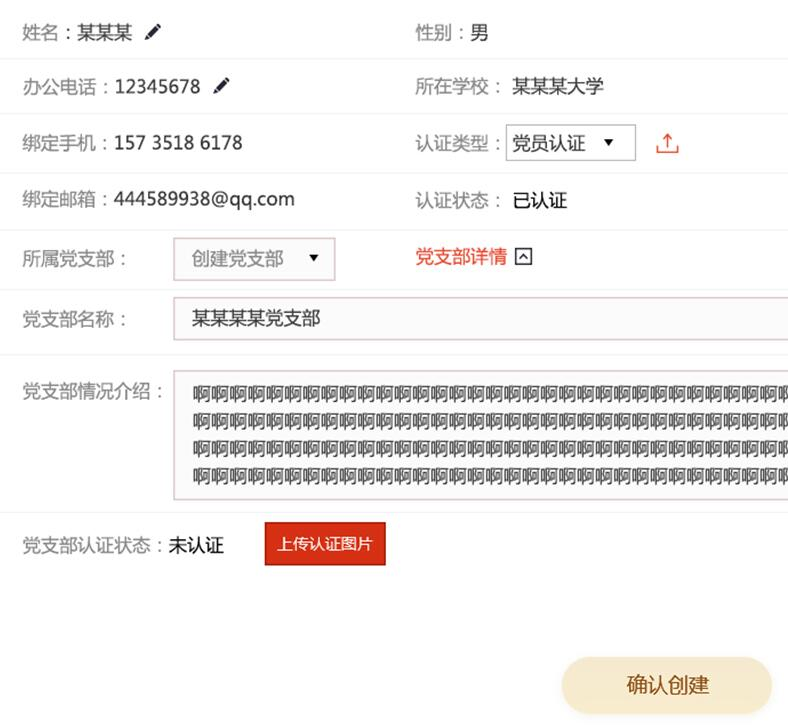 姓名：某某某
性别：男
办公电话：12345678
所在学校： 某某某大学
绑定手机：157 3518 6178
认证类型：党员认证
绑定邮箱：444589938@qq.com
认证状态： 已认证
所属党支部： 创建党支部
党支部详情
党支部名称： 某某某某党支部
党支部情况介绍：
啊啊啊啊啊啊啊啊啊啊啊啊啊啊啊啊啊啊啊啊啊啊啊啊啊啊啊啊啊啊啊啊
啊啊啊啊啊啊啊啊啊啊啊啊啊啊啊啊啊啊啊啊啊啊啊啊啊啊啊啊啊啊啊啊
啊啊啊啊啊啊啊啊啊啊啊啊啊啊啊啊啊啊啊啊啊啊啊啊啊啊啊啊啊啊啊啊
啊啊啊啊啊啊啊啊啊啊啊啊啊啊啊啊啊啊啊啊啊啊啊啊啊啊啊啊啊啊啊啊
党支部认证状态：未认证
上传认证图片
确认创建